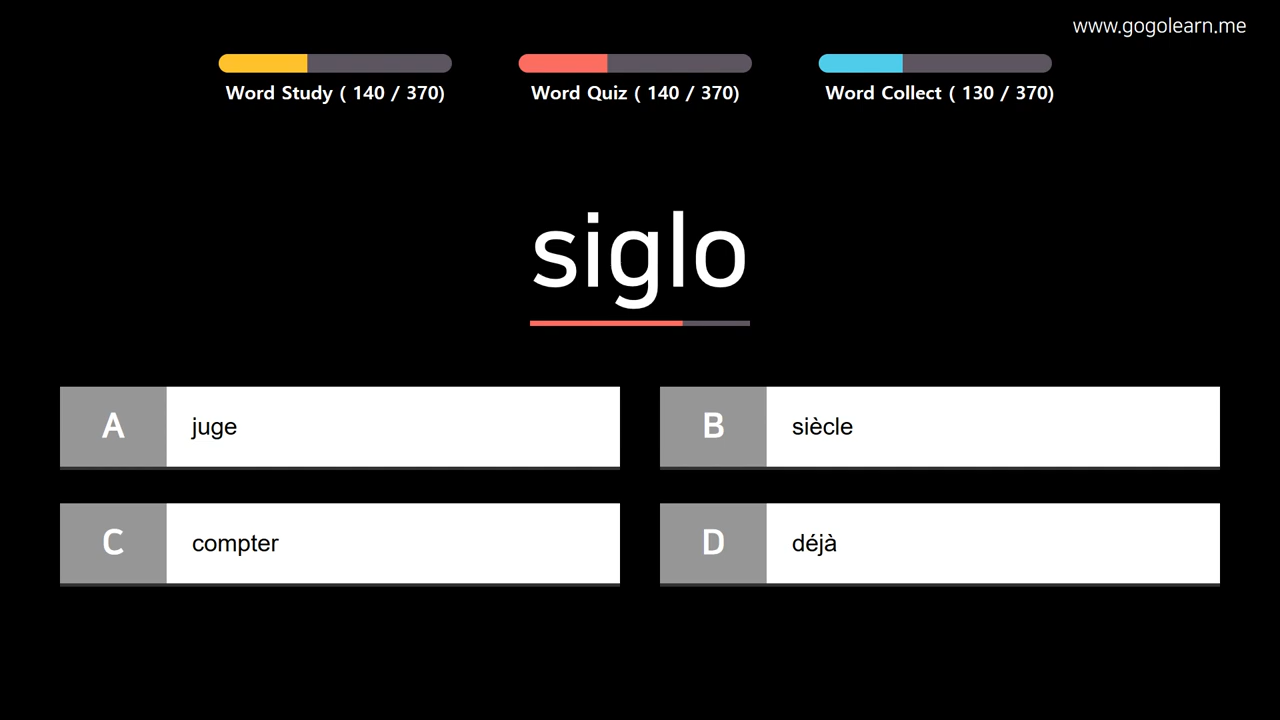 www.gogolearn.me
Word Study ( 140 / 370)
Word Quiz ( 140 / 370)
Word Collect ( 130 / 370)
siglo
A juge
B siècle
C compter
D déjà